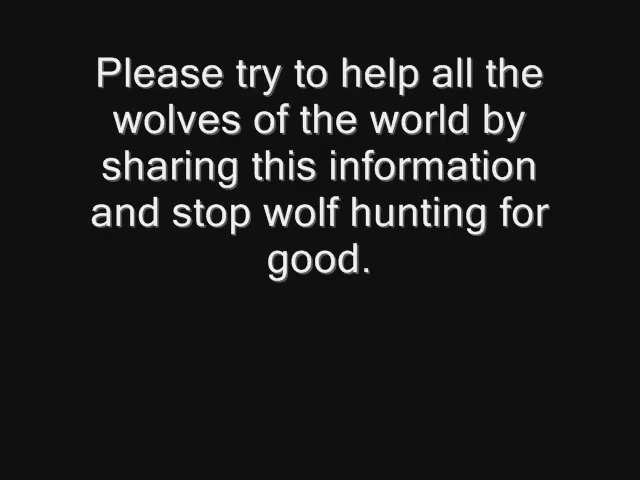 Please try to help all the
wolves of the world by
sharing this information
and stop wolf hunting for
good.